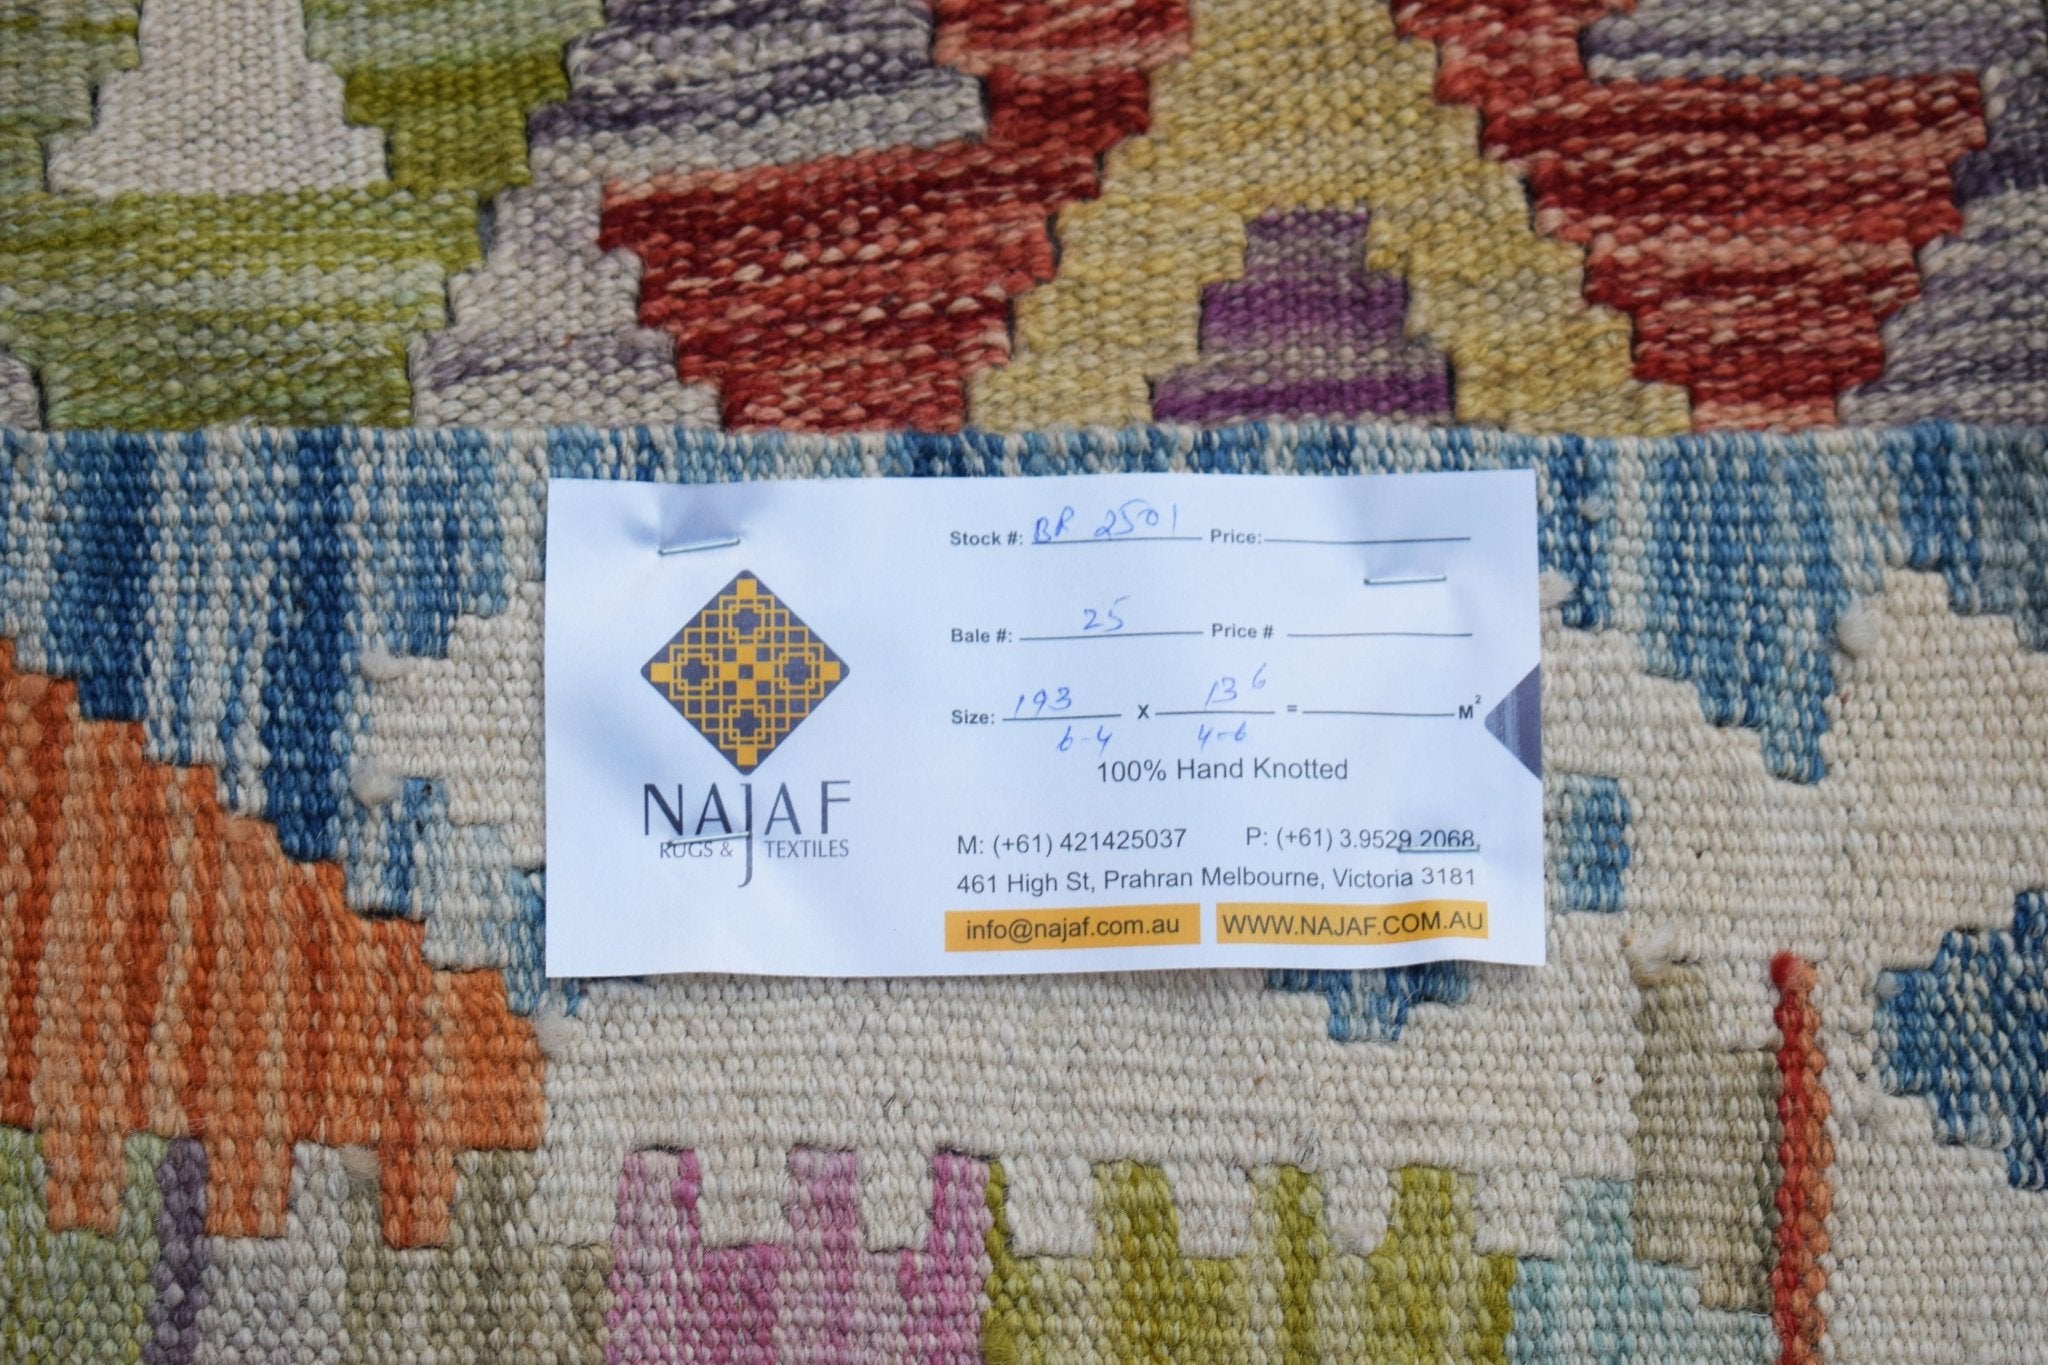 Stock #: BR 2501 Price:
Bale #: 25 Price #
Size: 193 X 136 = M²
6-4 4-6
100% Hand Knotted
NAJAF
RUGS & TEXTILES
M: (+61) 421425037 P: (+61) 3.9529 2068,
461 High St, Prahran Melbourne, Victoria 3181
info@najaf.com.au WWW.NAJAF.COM.AU